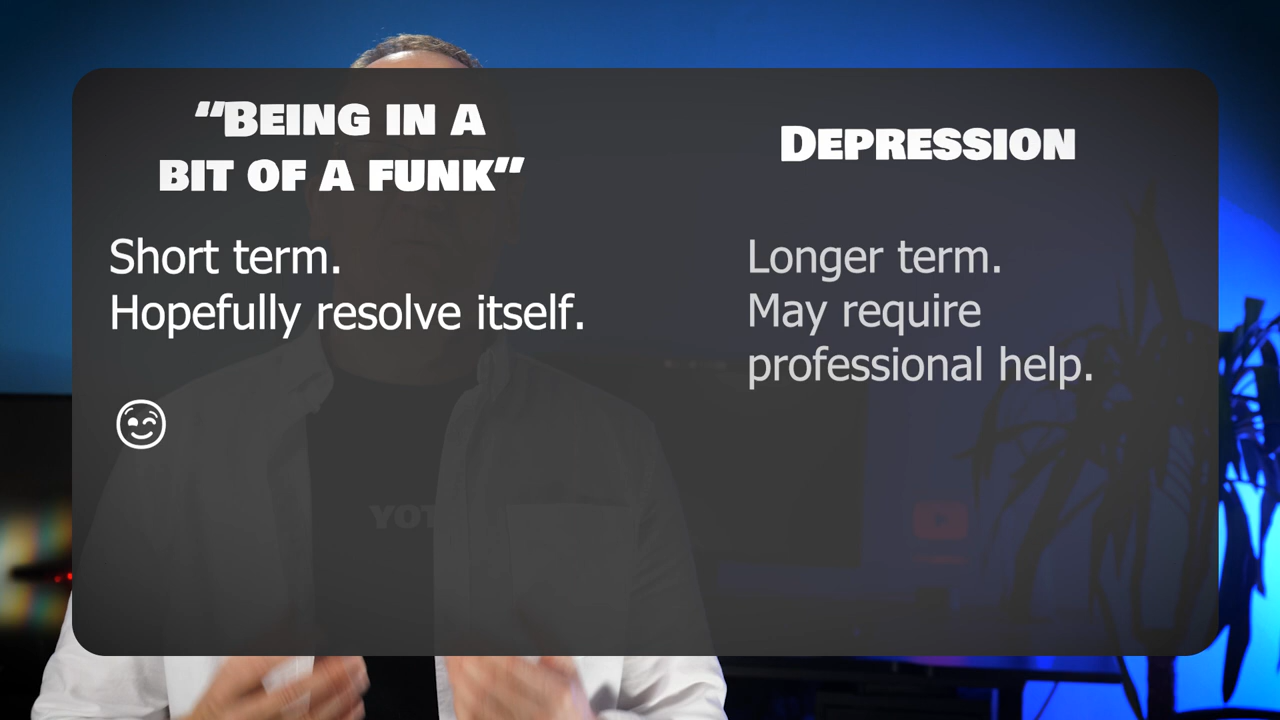 “Being in a
bit of a funk”
Short term.
Hopefully resolve itself.
Depression
Longer term.
May require
professional help.